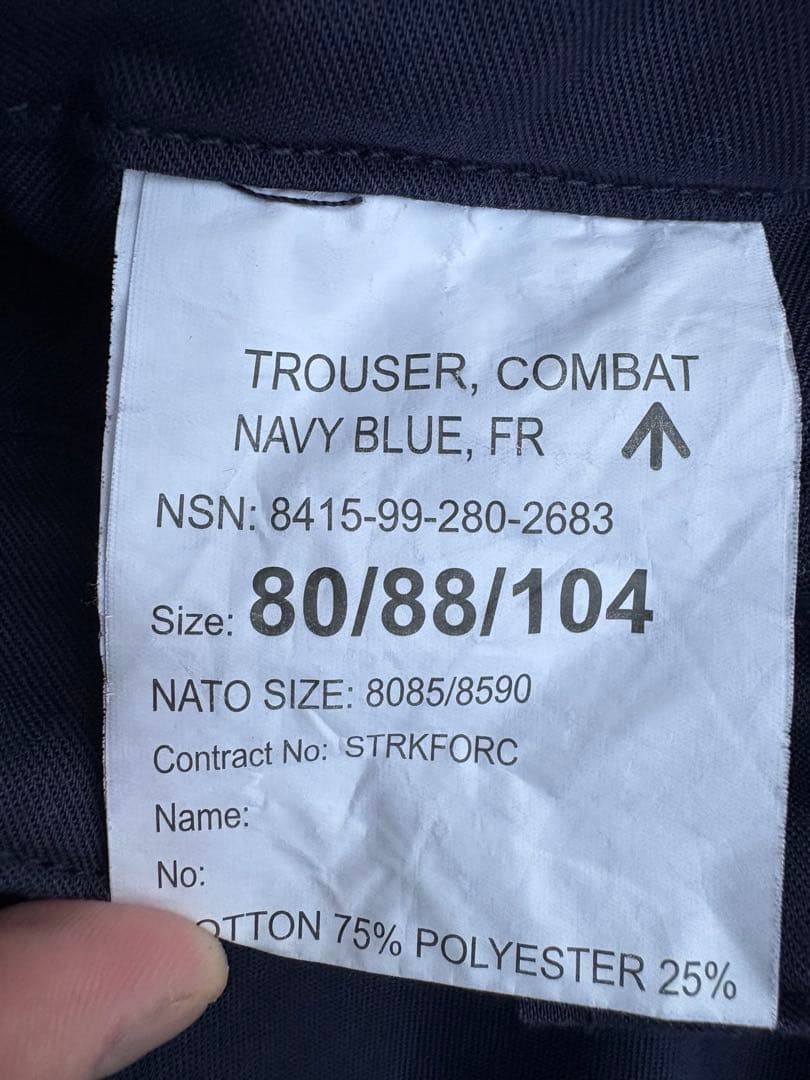 TROUSER, COMBAT
NAVY BLUE, FR
NSN: 8415-99-280-2683
Size: 80/88/104
NATO SIZE: 8085/8590
Contract No: STRKFORC
Name:
No:
OTTON 75% POLYESTER 25%